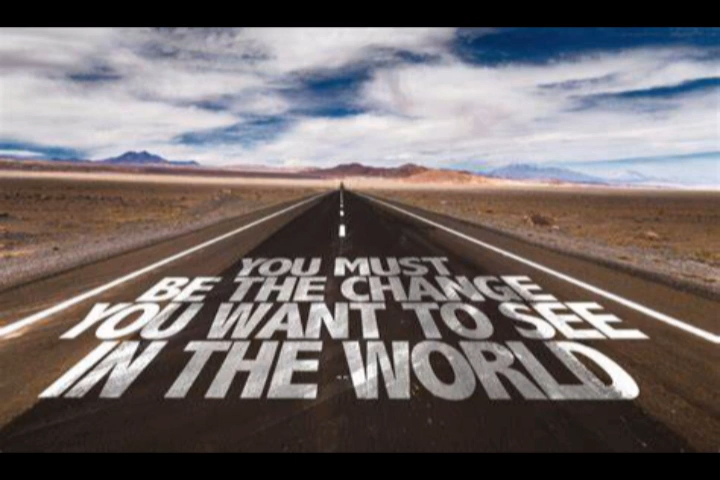 YOU MUST
BE THE CHANGE
YOU WANT TO SEE
IN THE WORLD